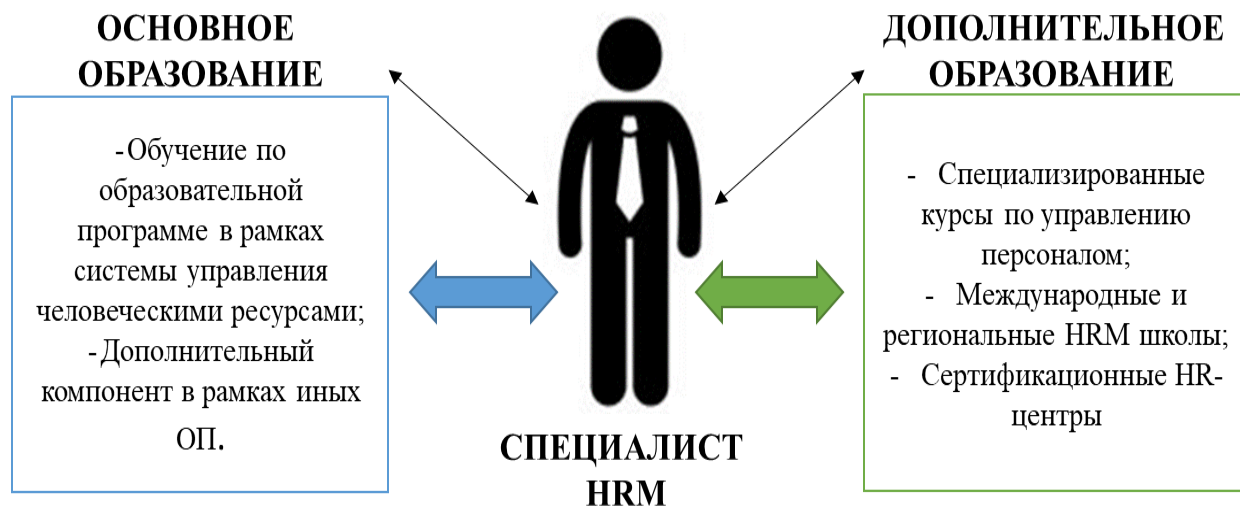 ОСНОВНОЕ
ОБРАЗОВАНИЕ
-Обучение по
образовательной
программе в рамках
системы управления
человеческими ресурсами;
-Дополнительный
компонент в рамках иных
ОП.
СПЕЦИАЛИСТ
HRM
ДОПОЛНИТЕЛЬНОЕ
ОБРАЗОВАНИЕ
- Специализированные
курсы по управлению
персоналом;
- Международные и
региональные HRM школы;
- Сертификационные HR-
центры